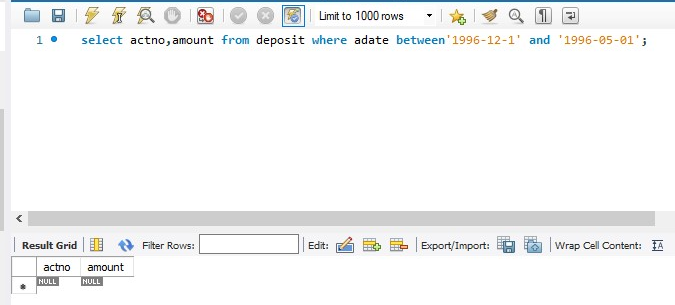 Limit to 1000 rows
1 select actno,amount from deposit where adate between'1996-12-1' and '1996-05-01';
Result Grid Filter Rows: Edit: Export/Import: Wrap Cell Content: IA
actno amount
* NULL NULL